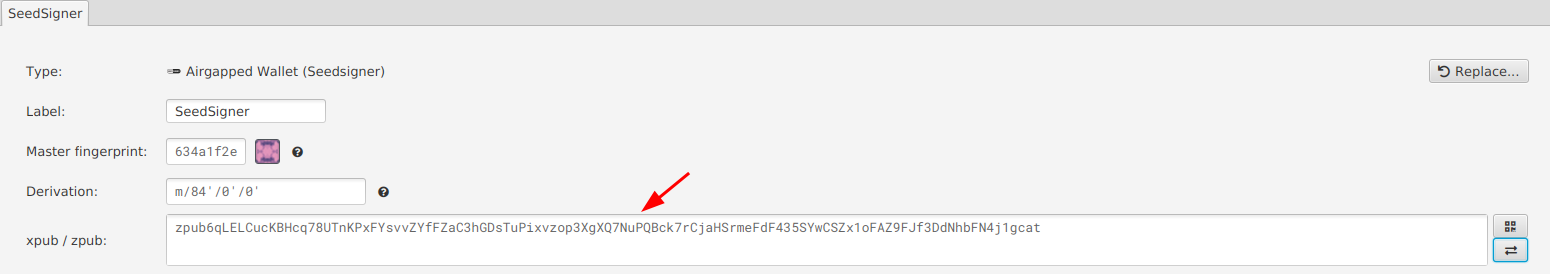 SeedSigner
Type: Airgapped Wallet (Seedsigner) Replace...
Label: SeedSigner
Master fingerprint: 634a1f2e
Derivation: m/84'/0'/0'
xpub / zpub: zpub6qLELCucKBHcq78UTnKPxFYsvvZYfFZaC3hGDsTuPixvzop3XgXQ7NuPQBck7rCjaHSrmeFdF435SYwCSZx1oFAZ9FJf3DdNhbFN4j1gcat